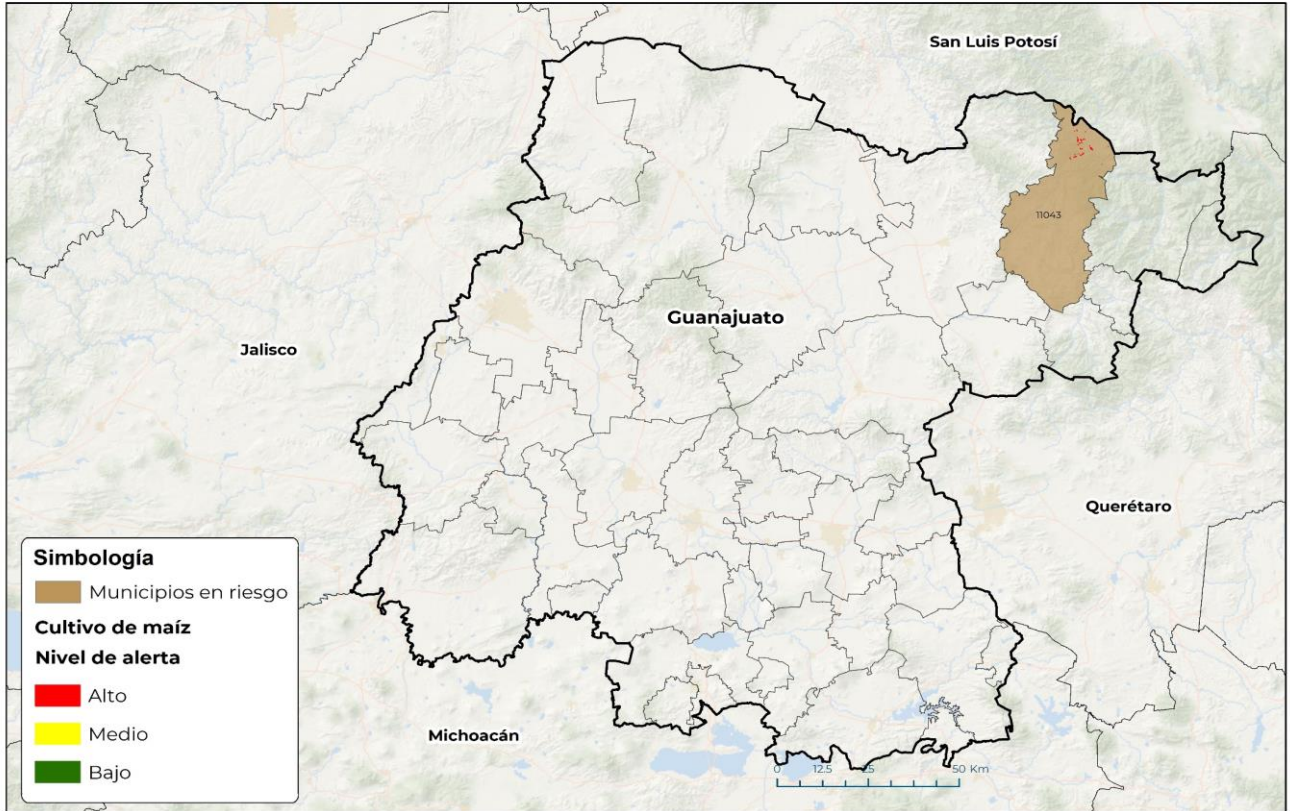 San Luis Potosí
11043
Guanajuato
Jalisco
Querétaro
Michoacán
Simbología
Municipios en riesgo
Cultivo de maíz
Nivel de alerta
Alto
Medio
Bajo
0 12.5 25 50 Km